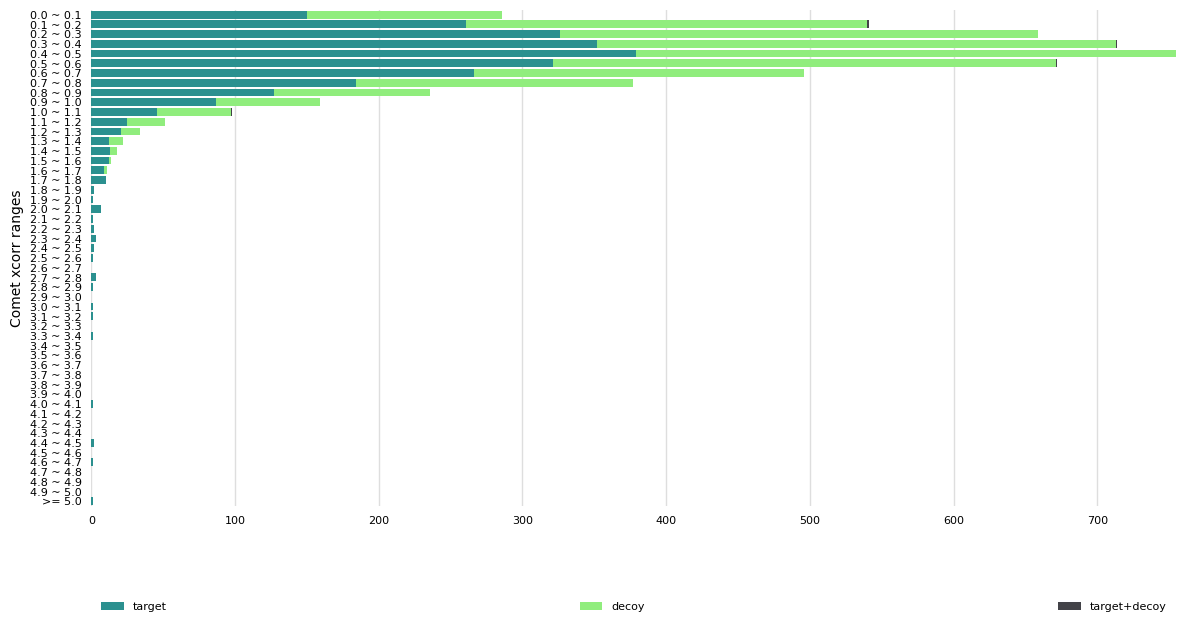 Comet xcorr ranges
0.0 ~ 0.1
0.1 ~ 0.2
0.2 ~ 0.3
0.3 ~ 0.4
0.4 ~ 0.5
0.5 ~ 0.6
0.6 ~ 0.7
0.7 ~ 0.8
0.8 ~ 0.9
0.9 ~ 1.0
1.0 ~ 1.1
1.1 ~ 1.2
1.2 ~ 1.3
1.3 ~ 1.4
1.4 ~ 1.5
1.5 ~ 1.6
1.6 ~ 1.7
1.7 ~ 1.8
1.8 ~ 1.9
1.9 ~ 2.0
2.0 ~ 2.1
2.1 ~ 2.2
2.2 ~ 2.3
2.3 ~ 2.4
2.4 ~ 2.5
2.5 ~ 2.6
2.6 ~ 2.7
2.7 ~ 2.8
2.8 ~ 2.9
2.9 ~ 3.0
3.0 ~ 3.1
3.1 ~ 3.2
3.2 ~ 3.3
3.3 ~ 3.4
3.4 ~ 3.5
3.5 ~ 3.6
3.6 ~ 3.7
3.7 ~ 3.8
3.8 ~ 3.9
3.9 ~ 4.0
4.0 ~ 4.1
4.1 ~ 4.2
4.2 ~ 4.3
4.3 ~ 4.4
4.4 ~ 4.5
4.5 ~ 4.6
4.6 ~ 4.7
4.7 ~ 4.8
4.8 ~ 4.9
4.9 ~ 5.0
>= 5.0
0 100 200 300 400 500 600 700
target decoy target+decoy